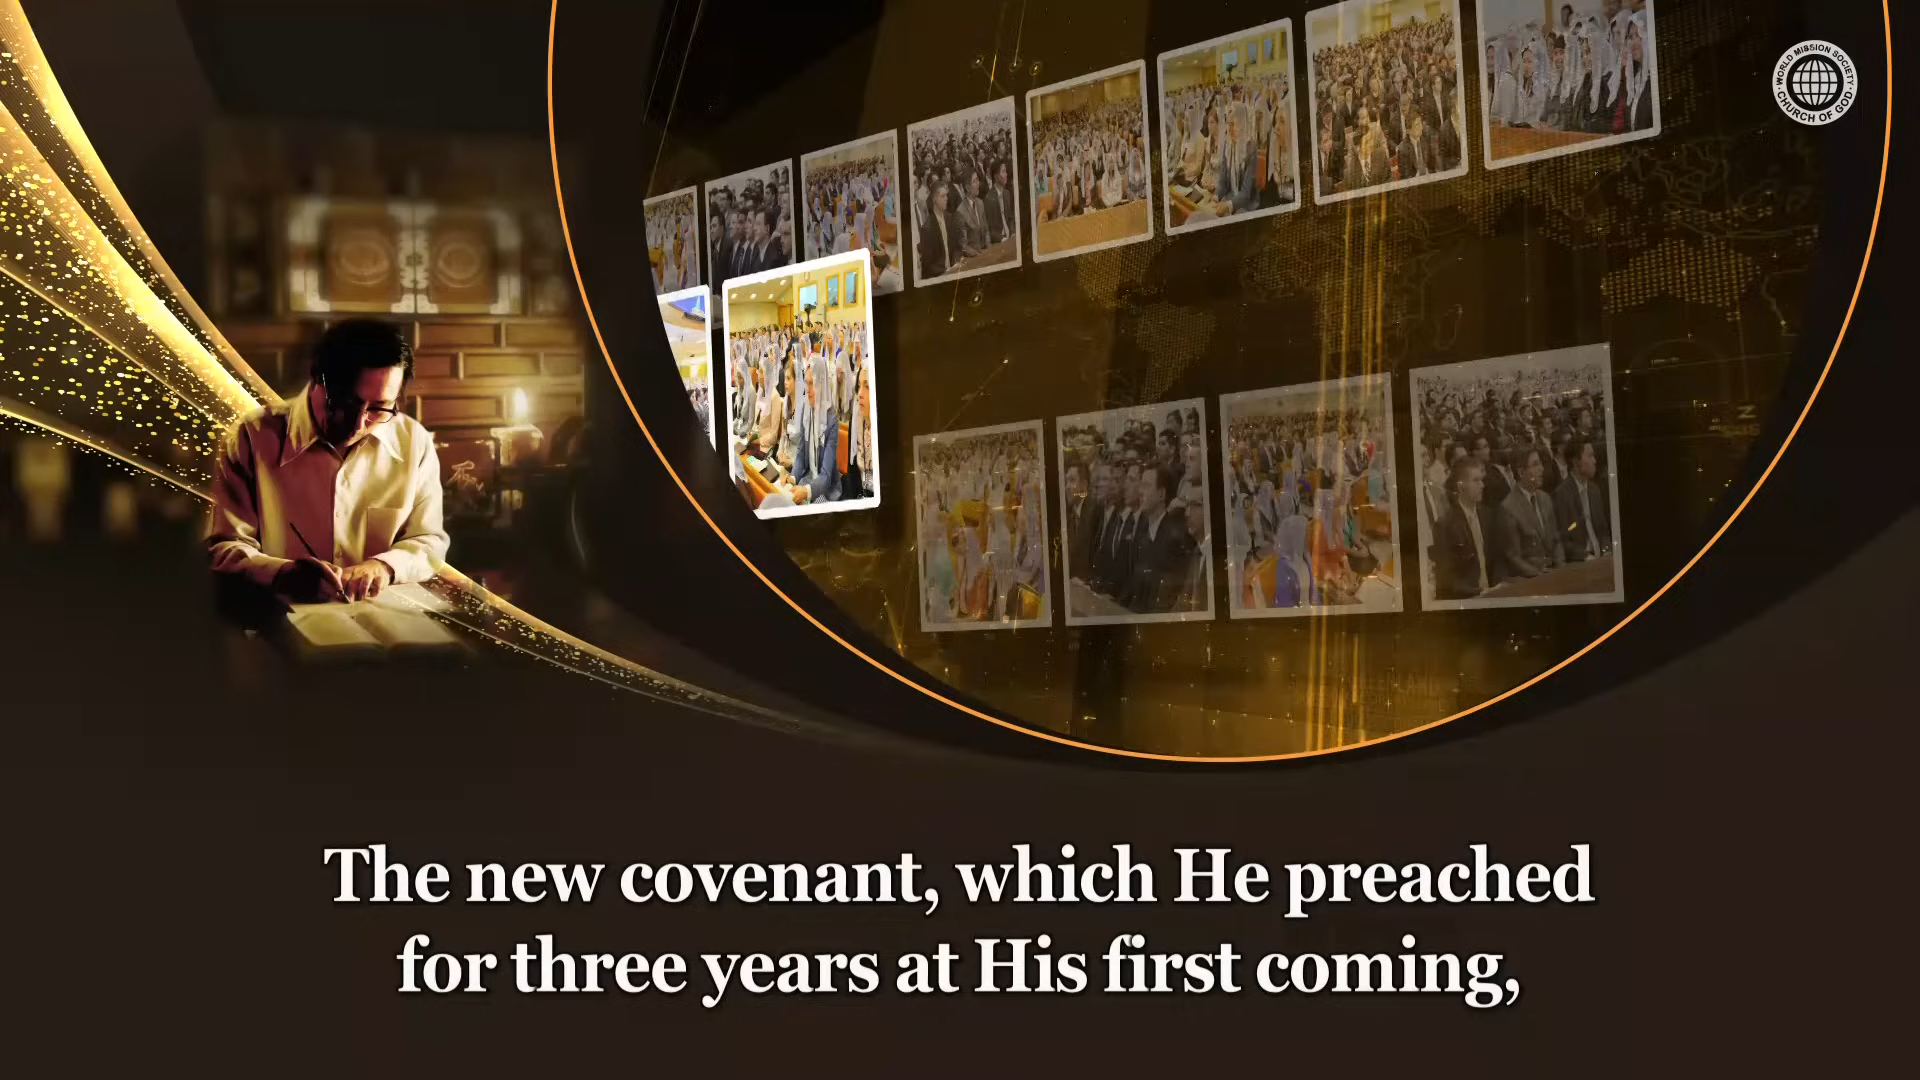 WORLD MISSION SOCIETY
CHURCH OF GOD
The new covenant, which He preached
for three years at His first coming,